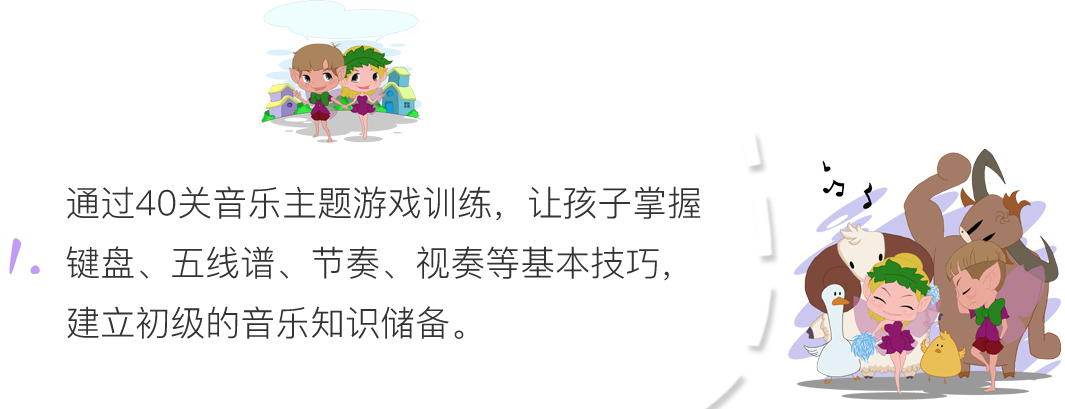 通过40关音乐主题游戏训练，让孩子掌握
1. 键盘、五线谱、节奏、视奏等基本技巧，
建立初级的音乐知识储备。